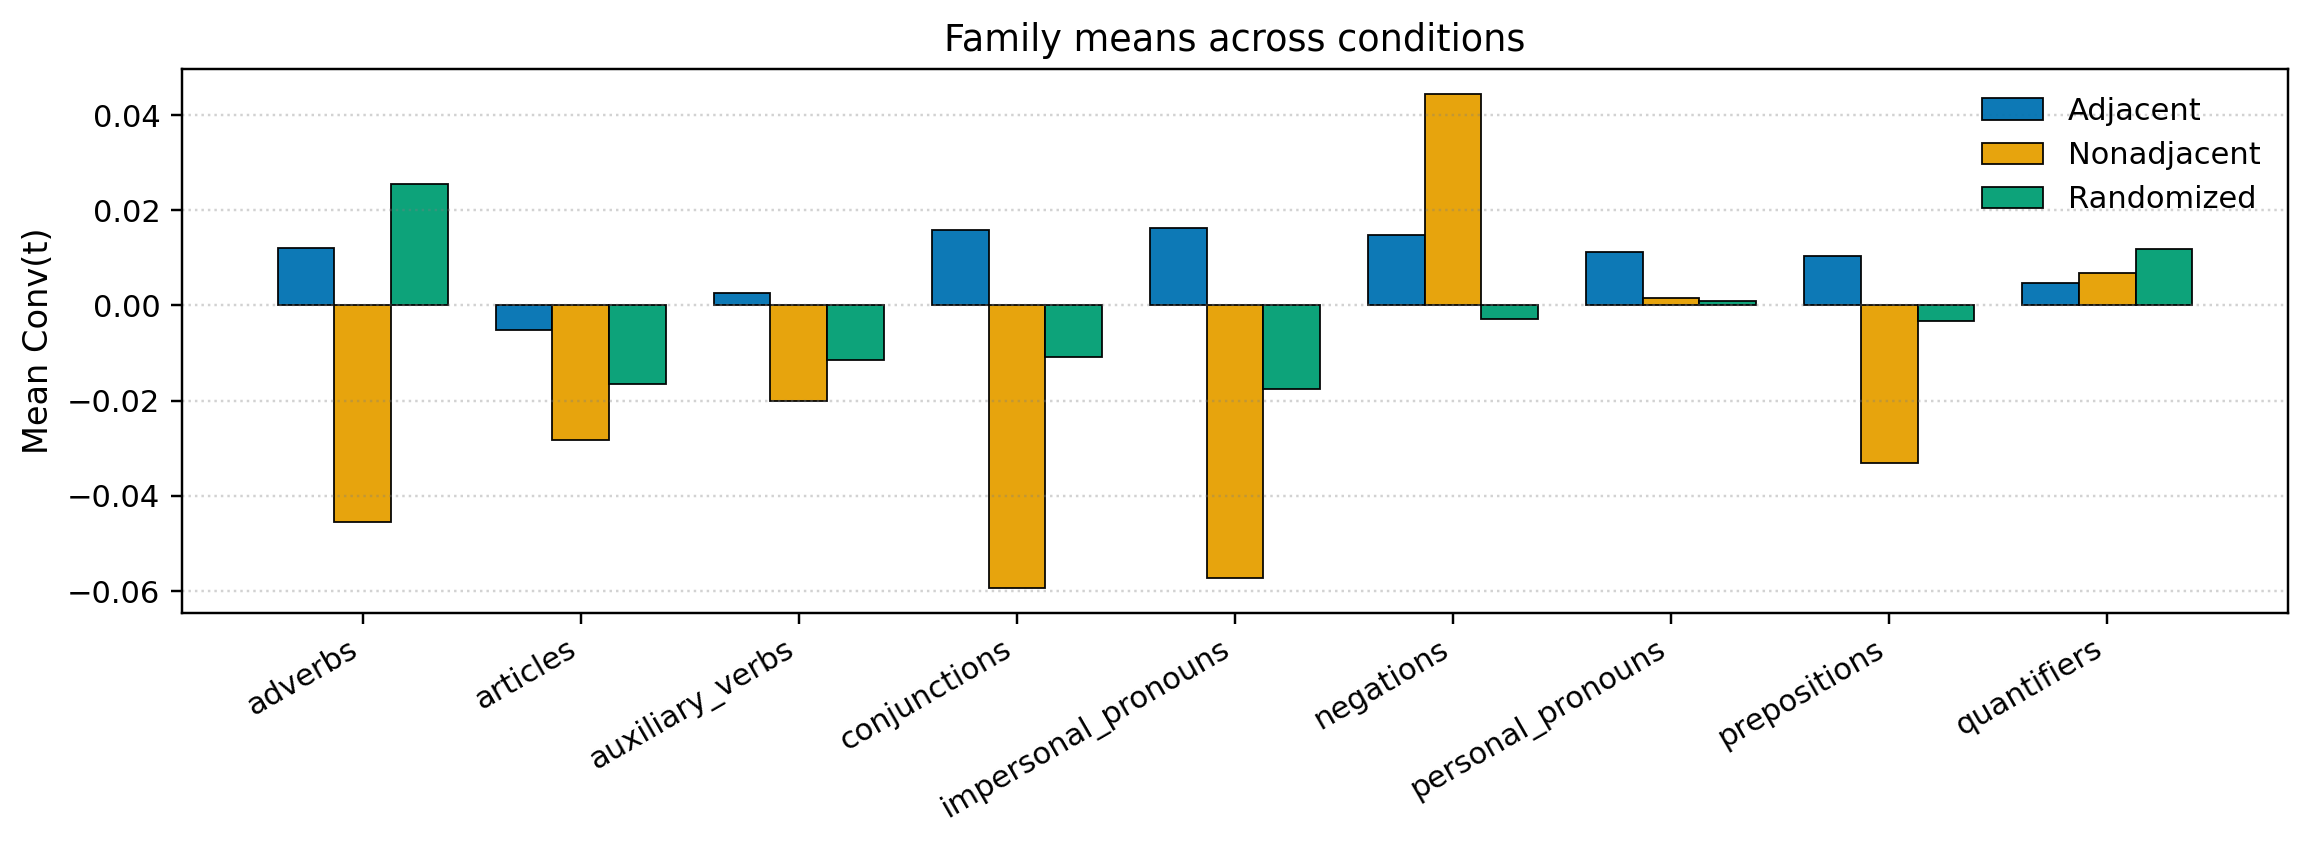 Family means across conditions
Mean Conv(t)
0.04
0.02
0.00
−0.02
−0.04
−0.06
Adjacent
Nonadjacent
Randomized
adverbs
articles
auxiliary_verbs
conjunctions
impersonal_pronouns
negations
personal_pronouns
prepositions
quantifiers